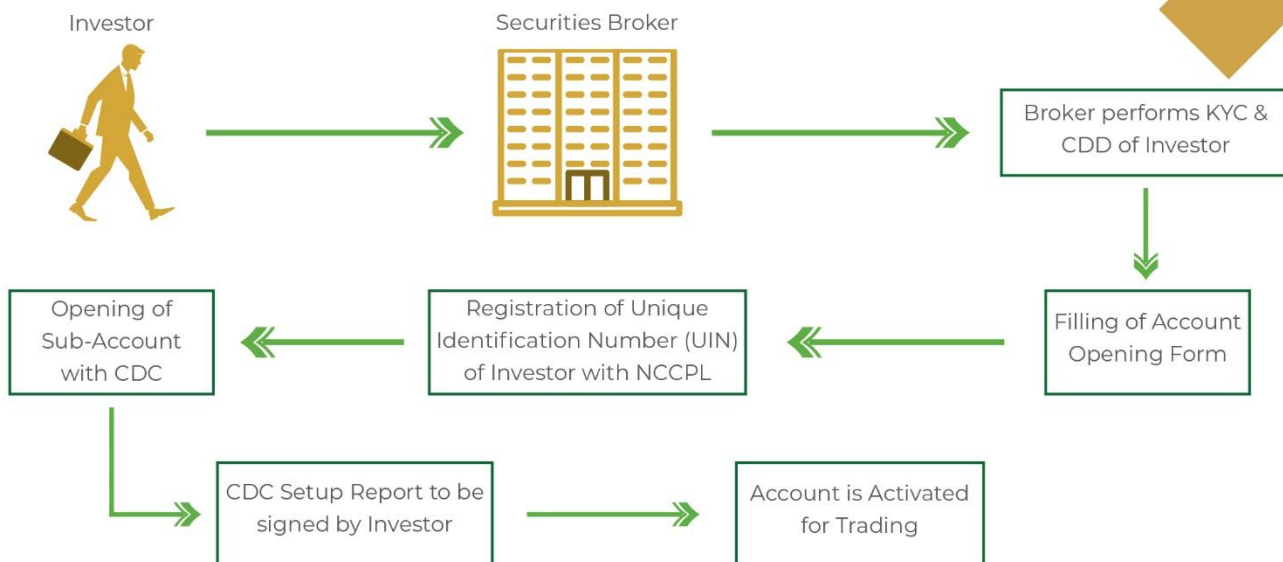 Investor
Securities Broker
Broker performs KYC &
CDD of Investor
Filling of Account
Opening Form
Registration of Unique
Identification Number (UIN)
of Investor with NCCPL
Opening of
Sub-Account
with CDC
CDC Setup Report to be
signed by Investor
Account is Activated
for Trading